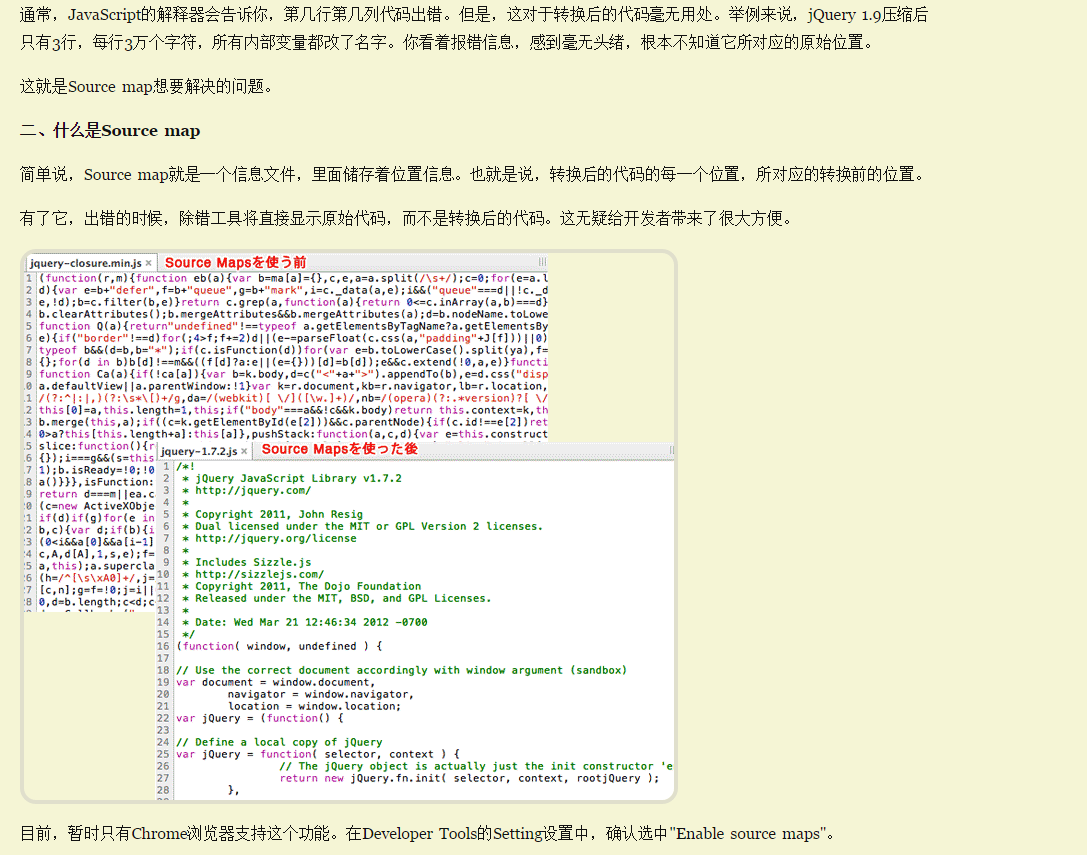 通常，JavaScript的解释器会告诉你，第几行第几列代码出错。但是，这对于转换后的代码毫无用处。举例来说，jQuery 1.9压缩后
只有3行，每行3万个字符，所有内部变量都改了名字。你看着报错信息，感到毫无头绪，根本不知道它所对应的原始位置。
这就是Source map想要解决的问题。
二、什么是Source map
简单说，Source map就是一个信息文件，里面储存着位置信息。也就是说，转换后的代码的每一个位置，所对应的转换前的位置。
有了它，出错的时候，除错工具将直接显示原始代码，而不是转换后的代码。这无疑给开发者带来了很大方便。
jquery-closure.min.js × Source Mapsを使う前
1 (function(r,m){function eb(a){var b=ma[a]={},c,e,a=a.split(/\s+/);c=0;for(e=a.l
2 d){var e=b+"defer",f=b+"queue",g=b+"mark",i=c._data(a,e);i&&("queue"===d||!c._d
3 e,!d);b=c.filter(b,e)}return c.grep(a,function(a){return 0<=c.inArray(a,b)===d}
4 b.clearAttributes();b.mergeAttributes&&b.mergeAttributes(a);d=b.nodeName.toLowe
5 function Q(a){return"undefined"!==typeof a.getElementsByTagName?a.getElementsBy
6 e){if("border"!==d)for(;4>f;f+=2)d||(e-=parseFloat(c.css(a,"padding"+J[f]))||0)
7 typeof b&&(d=b,b="*");if(c.isFunction(d))for(var e=b.toLowerCase().split(ya),f=
8 {};for(d in b)b[d]!==m&&((f[d]?a:e||(e={}))[d]=b[d]);e&&c.extend(!0,a,e)}functi
9 function Ca(a){if(!ca[a]){var b=k.body,d=c("<"+a+">").appendTo(b),e=d.css("disp
a.defaultView||a.parentWindow:!1}var k=r.document,kb=r.navigator,lb=r.location,
/(?:^|:|,)(?:\s*\[)+/g,da=/(webkit)[ \/]([\w.]+)/,nb=/(opera)(?:.*version)?[ \/
this[0]=a,this.length=1,this;if("body"===a&&!c&&k.body)return this.context=k,th
b.merge(this,a);if((c=k.getElementById(e[2]))&&c.parentNode){if(c.id!==e[2])ret
0>a?this[this.length+a]:this[a]},pushStack:function(a,c,d){var e=this.construct
slice:function(){r
{});i===g&&(s=this
1);b.isReady=!0;!0
a()}}},isFunction:
return d===m||ea.c
(c=new ActiveXObje
if(d)if(g)for(e in
b,c){var d;if(b){i
(0<i&&a[0]&&a[i-1]
c,A,d[A],1,s,e);f=
a,this);a.supercla
(h=/^[\s\xA0]+/,j=
[c,n];g=f=!0;j=i||
0,d=b.length;c<d;c
jquery-1.7.2.js × Source Mapsを使った後
1 /*!
2 * jQuery JavaScript Library v1.7.2
3 * http://jquery.com/
4 *
5 * Copyright 2011, John Resig
6 * Dual licensed under the MIT or GPL Version 2 licenses.
7 * http://jquery.org/license
8 *
9 * Includes Sizzle.js
10 * http://sizzlejs.com/
11 * Copyright 2011, The Dojo Foundation
12 * Released under the MIT, BSD, and GPL Licenses.
13 *
14 * Date: Wed Mar 21 12:46:34 2012 -0700
15 */
16 (function( window, undefined ) {
17
18 // Use the correct document accordingly with window argument (sandbox)
19 var document = window.document,
20 navigator = window.navigator,
21 location = window.location;
22 var jQuery = (function() {
23
24 // Define a local copy of jQuery
25 var jQuery = function( selector, context ) {
26 // The jQuery object is actually just the init constructor 'e
27 return new jQuery.fn.init( selector, context, rootjQuery );
28 },
目前，暂时只有Chrome浏览器支持这个功能。在Developer Tools的Setting设置中，确认选中"Enable source maps"。